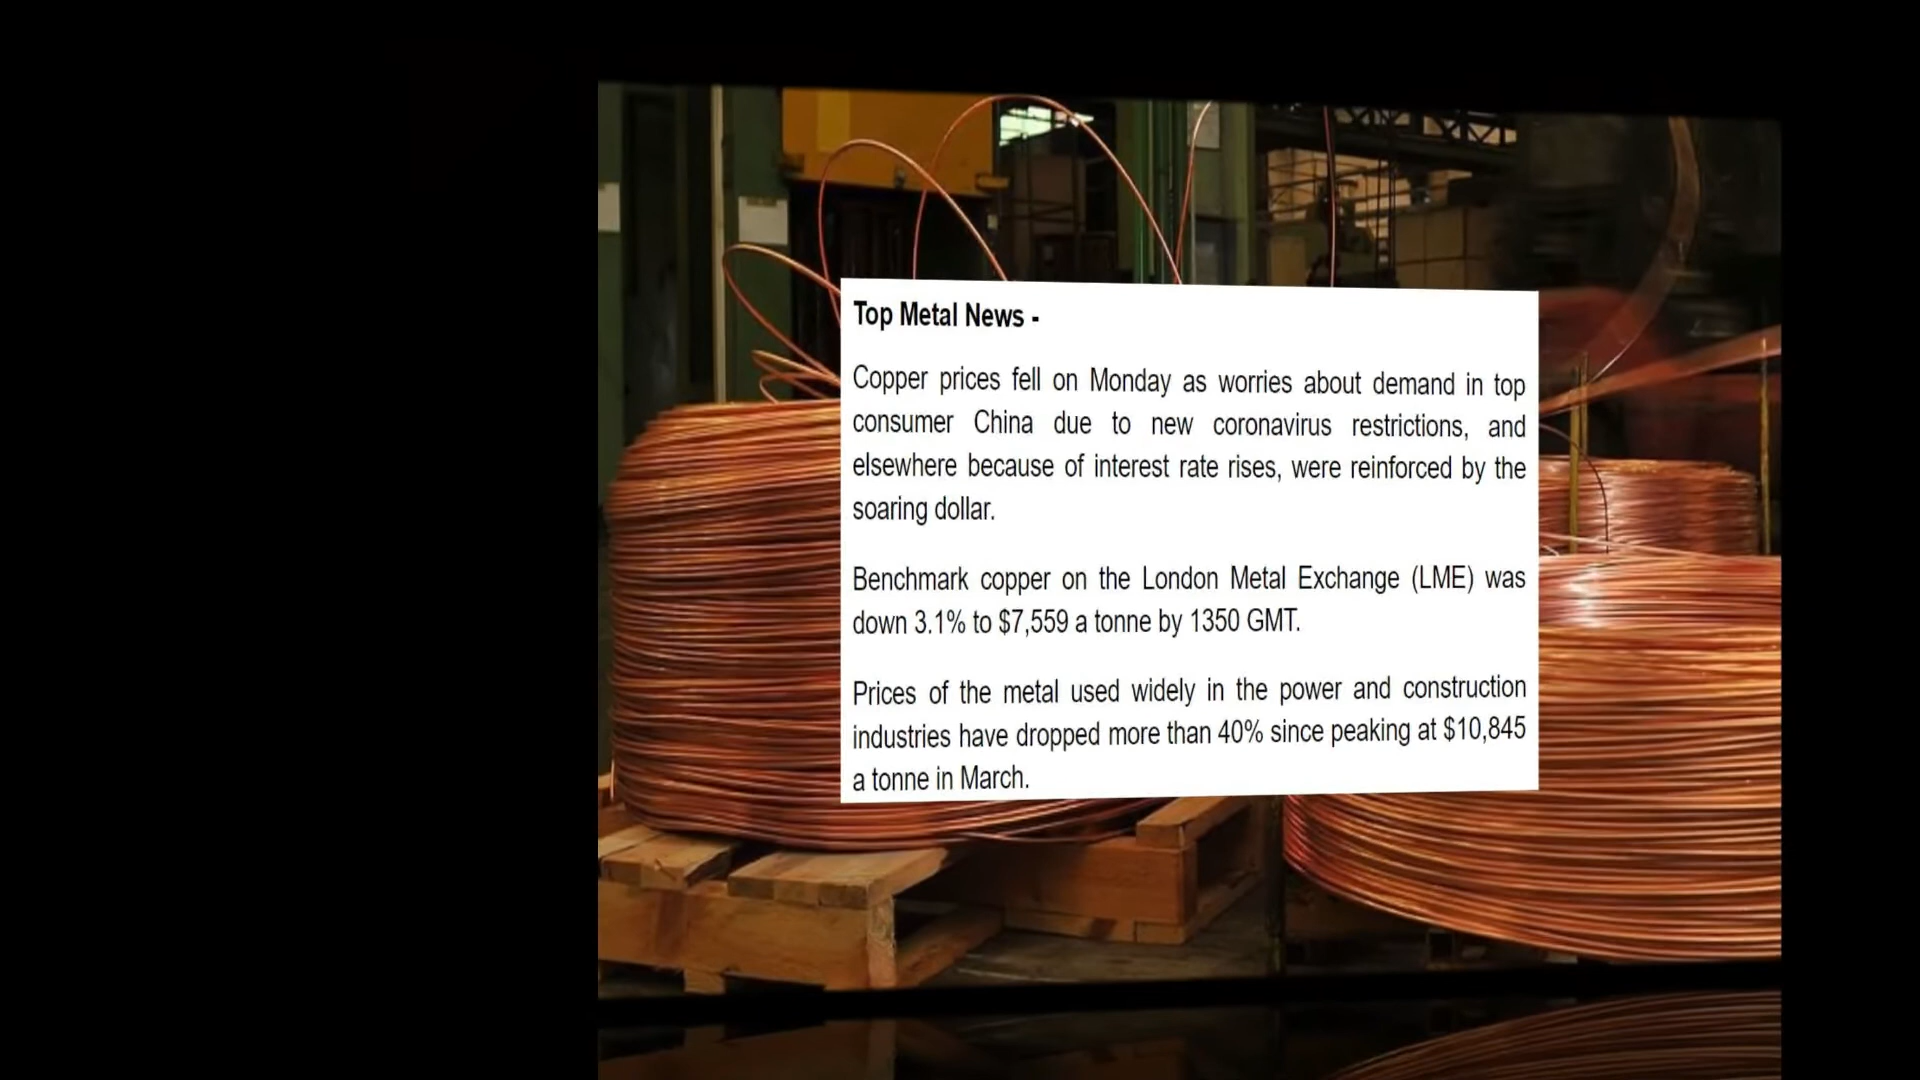 Top Metal News -
Copper prices fell on Monday as worries about demand in top
consumer China due to new coronavirus restrictions, and
elsewhere because of interest rate rises, were reinforced by the
soaring dollar.
Benchmark copper on the London Metal Exchange (LME) was
down 3.1% to $7,559 a tonne by 1350 GMT.
Prices of the metal used widely in the power and construction
industries have dropped more than 40% since peaking at $10,845
a tonne in March.